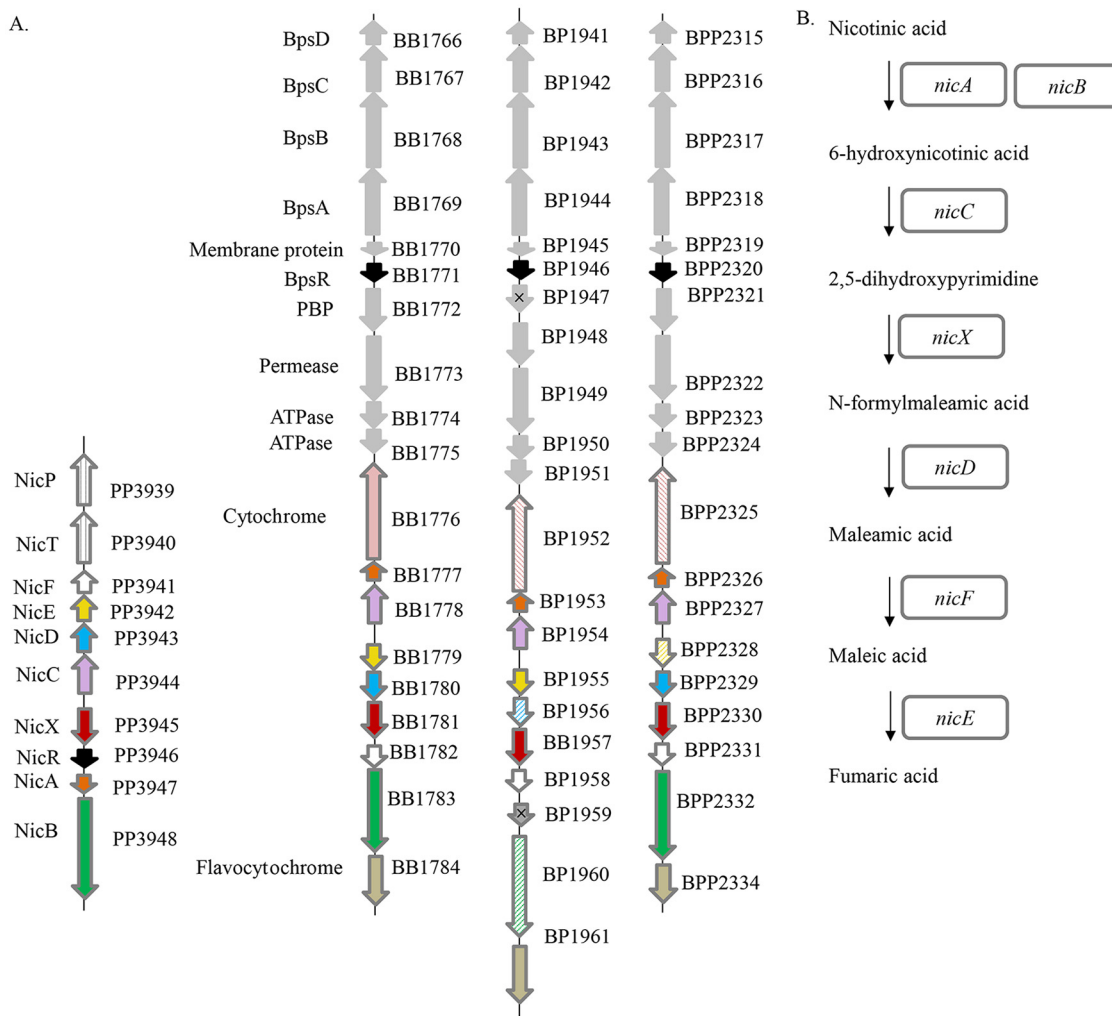 A.
BpsD
BpsC
BpsB
BpsA
Membrane protein
BpsR
PBP
Permease
ATPase
ATPase
Cytochrome
Flavocytochrome
NicP
NicT
NicF
NicE
NicD
NicC
NicX
NicR
NicA
NicB
PP3939
PP3940
PP3941
PP3942
PP3943
PP3944
PP3945
PP3946
PP3947
PP3948
BB1766
BB1767
BB1768
BB1769
BB1770
BB1771
BB1772
BB1773
BB1774
BB1775
BB1776
BB1777
BB1778
BB1779
BB1780
BB1781
BB1782
BB1783
BB1784
BP1941
BP1942
BP1943
BP1944
BP1945
BP1946
BP1947
BP1948
BP1949
BP1950
BP1951
BP1952
BP1953
BP1954
BP1955
BP1956
BB1957
BP1958
BP1959
BP1960
BP1961
BPP2315
BPP2316
BPP2317
BPP2318
BPP2319
BPP2320
BPP2321
BPP2322
BPP2323
BPP2324
BPP2325
BPP2326
BPP2327
BPP2328
BPP2329
BPP2330
BPP2331
BPP2332
BPP2334
B.
Nicotinic acid
nicA nicB
6-hydroxynicotinic acid
nicC
2,5-dihydroxypyrimidine
nicX
N-formylmaleamic acid
nicD
Maleamic acid
nicF
Maleic acid
nicE
Fumaric acid